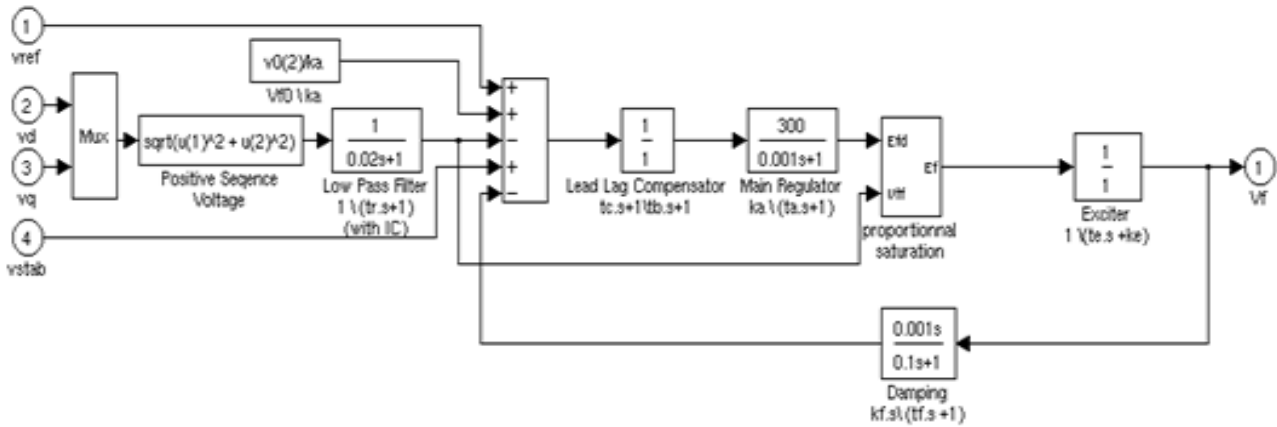 1
vref
v0(2)/ka
Vf0 \ ka
2
vd
3
vq
Mux
sqrt(u(1)^2 + u(2)^2)
Positive Seqence
Voltage
1
0.02s+1
Low Pass Filter
1 \ (tr.s+1)
(with IC)
4
vstab
+
+
−
+
−
1
1
Lead Lag Compensator
tc.s+1\tb.s+1
300
0.001s+1
Main Regulator
ka \ (ta.s+1)
Efd
Ef
Vtf
proportionnal
saturation
1
1
Exciter
1 \(te.s +ke)
1
Vf
0.001s
0.1s+1
Damping
kf.s\ (tf.s +1)